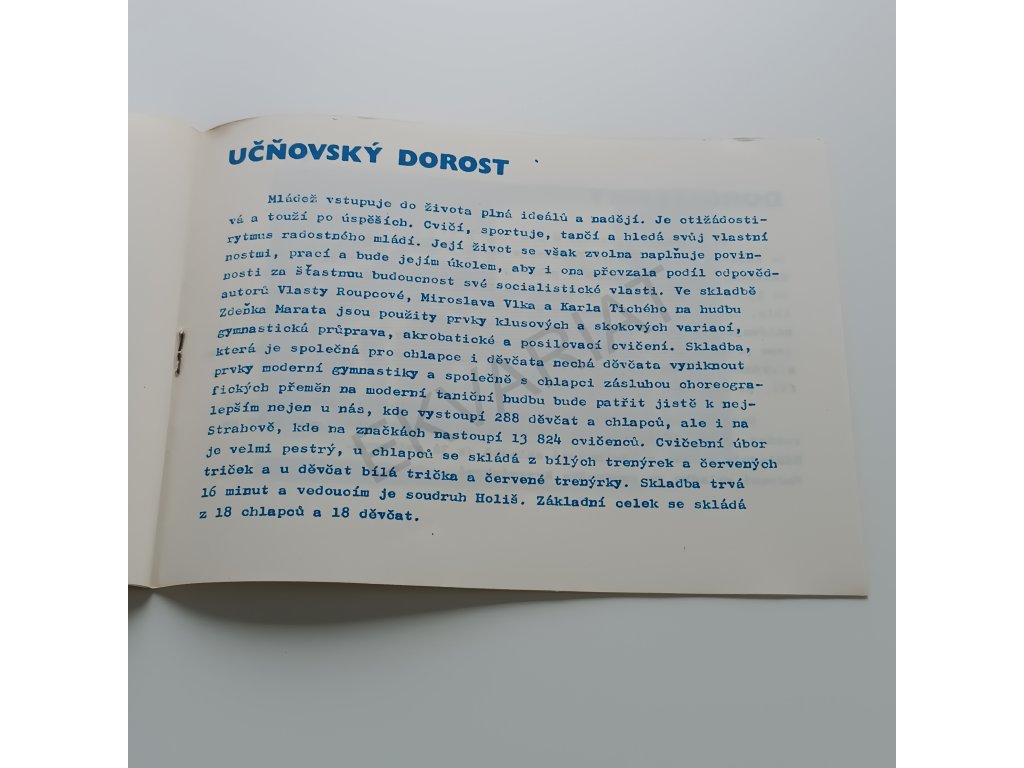 UČŇOVSKÝ DOROST
Mládež vstupuje do života plná ideálů a nadějí. Je ctižádosti-
vá a touží po úspěších. Cvičí, sportuje, tančí a hledá svůj vlastní
rytmus radostného mládí. Její život se však zvolna naplňuje povin-
nostmi, prací a bude jejím úkolem, aby i ona převzala podíl odpověd-
nosti za šťastnou budoucnost své socialistické vlasti. Ve skladbě
autorů Vlasty Roupcové, Miroslava Vlka a Karla Tichého na hudbu
Zdeňka Marata jsou použity prvky klusových a skokových variací,
gymnastická průprava, akrobatické a posilovací cvičení. Skladba,
která je společná pro chlapce i děvčata nechá děvčata vyniknout
prvky moderní gymnastiky a společně s chlapci zásluhou choreogra-
fických přeměn na moderní taniční hudbu bude patřit jistě k nej-
lepším nejen u nás, kde vystoupí 288 děvčat a chlapců, ale i na
Strahově, kde na značkách nastoupí 13 824 cvičenců. Cvičební úbor
je velmi pestrý, u chlapců se skládá z bílých trenýrek a červených
triček a u děvčat bílá trička a červené trenýrky. Skladba trvá
16 minut a vedoucím je soudruh Holiš. Základní celek se skládá
z 18 chlapců a 18 děvčat.
EKVARIAT